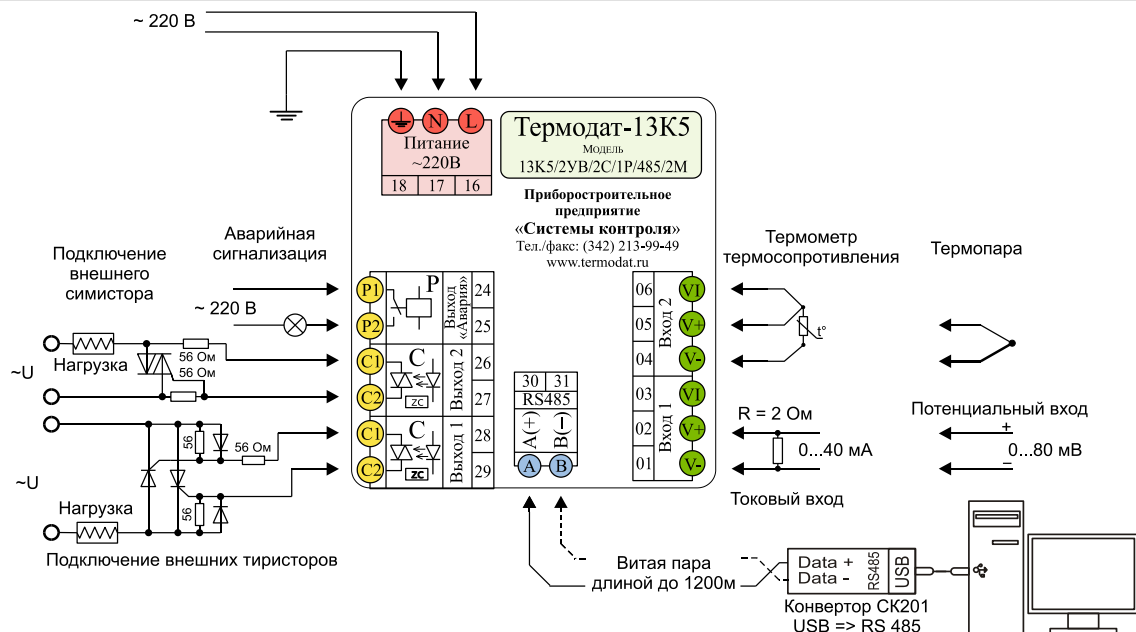 ~ 220 В
N
L
Питание
~220В
18
17
16
Термодат-13К5
Модель
13К5/2УВ/2С/1Р/485/2М
Приборостроительное
предприятие
«Системы контроля»
Тел./факс: (342) 213-99-49
www.termodat.ru
Подключение
внешнего
симистора
Аварийная
сигнализация
~ 220 В
Нагрузка
56 Ом
56 Ом
~U
56
56 Ом
~U
56
Нагрузка
Подключение внешних тиристоров
P1
P2
P
Выход
«Авария»
24
25
C1
C2
C
ZC
Выход 2
26
27
C1
C2
C
ZC
Выход 1
28
29
30
31
RS485
A(+)
B(−)
A
B
06
VI
05
V+
04
V-
Вход 2
03
VI
02
V+
01
V-
Вход 1
Термометр
термосопротивления
t°
Термопара
R = 2 Ом
0...40 мА
Токовый вход
Потенциальный вход
+
0...80 мВ
−
Витая пара
длиной до 1200м
Data +
Data -
RS485
USB
Конвертор СК201
USB => RS 485